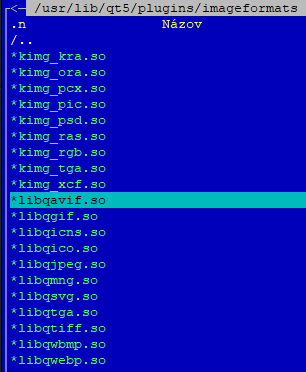 <─ /usr/lib/qt5/plugins/imageformats
.n Názov
/..
*kimg_kra.so
*kimg_ora.so
*kimg_pcx.so
*kimg_pic.so
*kimg_psd.so
*kimg_ras.so
*kimg_rgb.so
*kimg_tga.so
*kimg_xcf.so
*libqavif.so
*libqgif.so
*libqicns.so
*libqico.so
*libqjpeg.so
*libqmng.so
*libqsvg.so
*libqtga.so
*libqtiff.so
*libqwbmp.so
*libqwebp.so